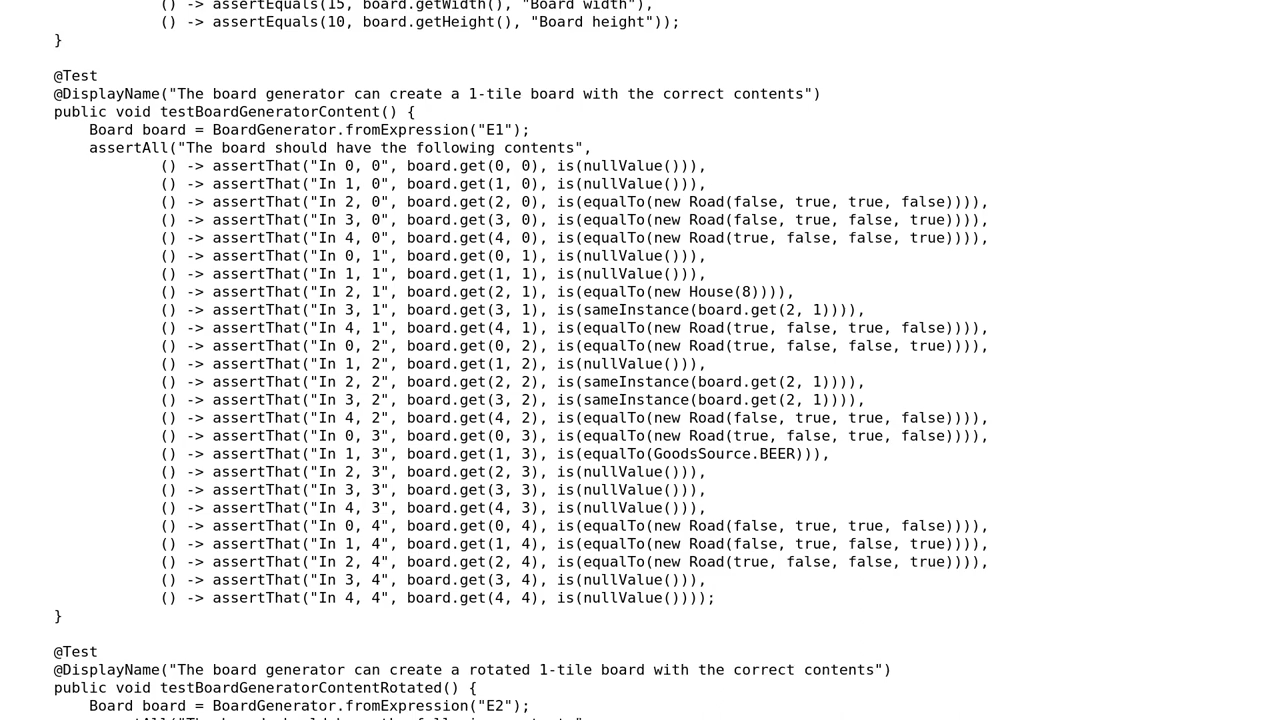 () -> assertEquals(15, board.getWidth(), "Board width"),
() -> assertEquals(10, board.getHeight(), "Board height"));
}
@Test
@DisplayName("The board generator can create a 1-tile board with the correct contents")
public void testBoardGeneratorContent() {
Board board = BoardGenerator.fromExpression("E1");
assertAll("The board should have the following contents",
() -> assertThat("In 0, 0", board.get(0, 0), is(nullValue())),
() -> assertThat("In 1, 0", board.get(1, 0), is(nullValue())),
() -> assertThat("In 2, 0", board.get(2, 0), is(equalTo(new Road(false, true, true, false)))),
() -> assertThat("In 3, 0", board.get(3, 0), is(equalTo(new Road(false, true, false, true)))),
() -> assertThat("In 4, 0", board.get(4, 0), is(equalTo(new Road(true, false, false, true)))),
() -> assertThat("In 0, 1", board.get(0, 1), is(nullValue())),
() -> assertThat("In 1, 1", board.get(1, 1), is(nullValue())),
() -> assertThat("In 2, 1", board.get(2, 1), is(equalTo(new House(8)))),
() -> assertThat("In 3, 1", board.get(3, 1), is(sameInstance(board.get(2, 1)))),
() -> assertThat("In 4, 1", board.get(4, 1), is(equalTo(new Road(true, false, true, false)))),
() -> assertThat("In 0, 2", board.get(0, 2), is(equalTo(new Road(true, false, false, true)))),
() -> assertThat("In 1, 2", board.get(1, 2), is(nullValue())),
() -> assertThat("In 2, 2", board.get(2, 2), is(sameInstance(board.get(2, 1)))),
() -> assertThat("In 3, 2", board.get(3, 2), is(sameInstance(board.get(2, 1)))),
() -> assertThat("In 4, 2", board.get(4, 2), is(equalTo(new Road(false, true, true, false)))),
() -> assertThat("In 0, 3", board.get(0, 3), is(equalTo(new Road(true, false, true, false)))),
() -> assertThat("In 1, 3", board.get(1, 3), is(equalTo(GoodsSource.BEER))),
() -> assertThat("In 2, 3", board.get(2, 3), is(nullValue())),
() -> assertThat("In 3, 3", board.get(3, 3), is(nullValue())),
() -> assertThat("In 4, 3", board.get(4, 3), is(nullValue())),
() -> assertThat("In 0, 4", board.get(0, 4), is(equalTo(new Road(false, true, true, false)))),
() -> assertThat("In 1, 4", board.get(1, 4), is(equalTo(new Road(false, true, false, true)))),
() -> assertThat("In 2, 4", board.get(2, 4), is(equalTo(new Road(true, false, false, true)))),
() -> assertThat("In 3, 4", board.get(3, 4), is(nullValue())),
() -> assertThat("In 4, 4", board.get(4, 4), is(nullValue())));
}
@Test
@DisplayName("The board generator can create a rotated 1-tile board with the correct contents")
public void testBoardGeneratorContentRotated() {
Board board = BoardGenerator.fromExpression("E2");